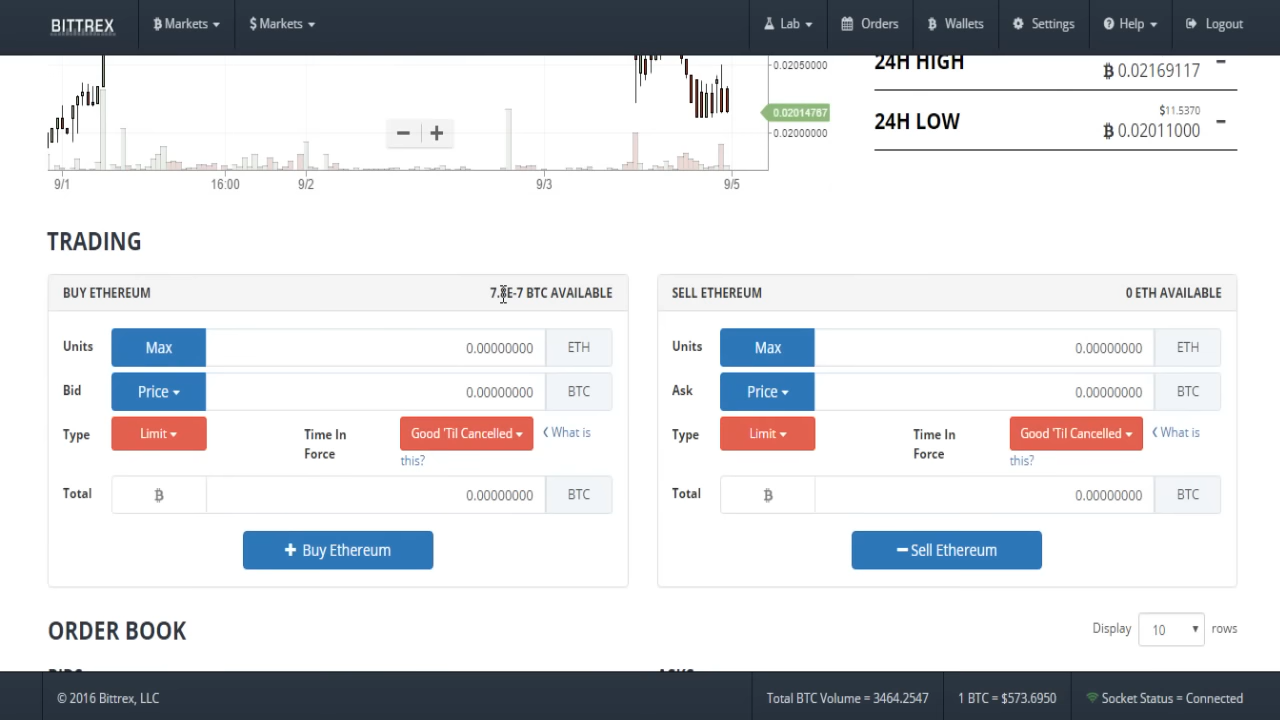 BITTREX
Ƀ Markets
$ Markets
Lab
Orders
Ƀ Wallets
Settings
Help
Logout
0.02050000
0.02014787
0.02000000
9/1
16:00
9/2
9/3
9/5
24H HIGH
Ƀ 0.02169117
24H LOW
$11.5370
Ƀ 0.02011000
TRADING
BUY ETHEREUM
BTC AVAILABLE
Units
Max
0.00000000
ETH
Bid
Price
0.00000000
BTC
Type
Limit
Time In
Force
Good 'Til Cancelled
What is
this?
Total
Ƀ
0.00000000
BTC
+ Buy Ethereum
SELL ETHEREUM
0 ETH AVAILABLE
Units
Max
0.00000000
ETH
Ask
Price
0.00000000
BTC
Type
Limit
Time In
Force
Good 'Til Cancelled
What is
this?
Total
Ƀ
0.00000000
BTC
− Sell Ethereum
ORDER BOOK
Display
10
rows
© 2016 Bittrex, LLC
Total BTC Volume = 3464.2547
1 BTC = $573.6950
Socket Status = Connected